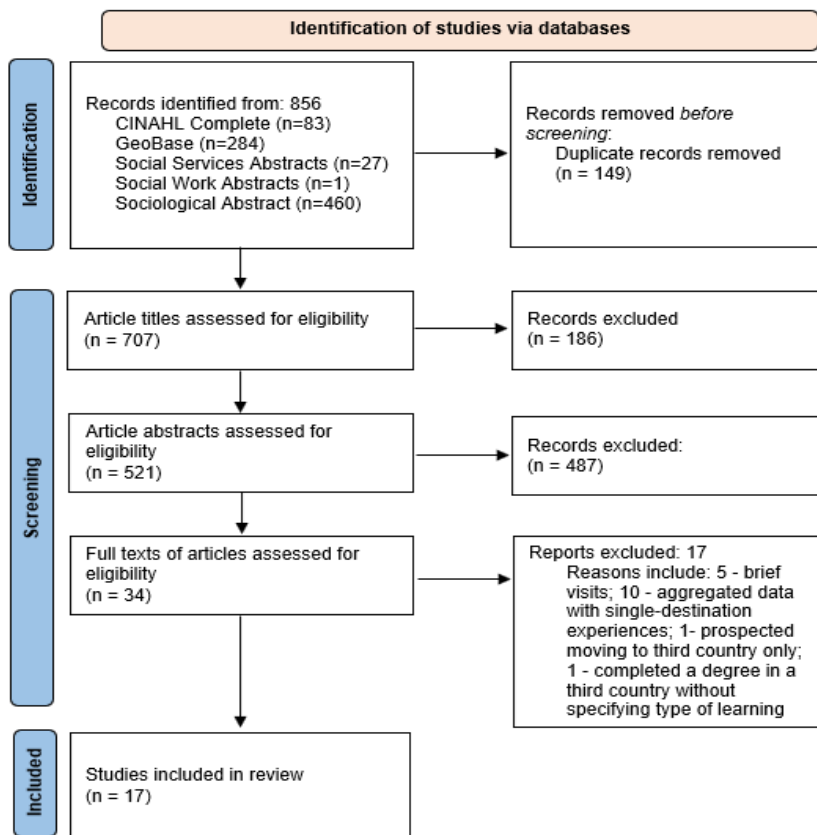 Identification of studies via databases
Identification
Records identified from: 856
CINAHL Complete (n=83)
GeoBase (n=284)
Social Services Abstracts (n=27)
Social Work Abstracts (n=1)
Sociological Abstract (n=460)
Records removed before
screening:
Duplicate records removed
(n = 149)
Screening
Article titles assessed for eligibility
(n = 707)
Records excluded
(n = 186)
Article abstracts assessed for
eligibility
(n = 521)
Records excluded:
(n = 487)
Full texts of articles assessed for
eligibility
(n = 34)
Reports excluded: 17
Reasons include: 5 - brief
visits; 10 - aggregated data
with single-destination
experiences; 1- prospected
moving to third country only;
1 - completed a degree in a
third country without
specifying type of learning
Included
Studies included in review
(n = 17)